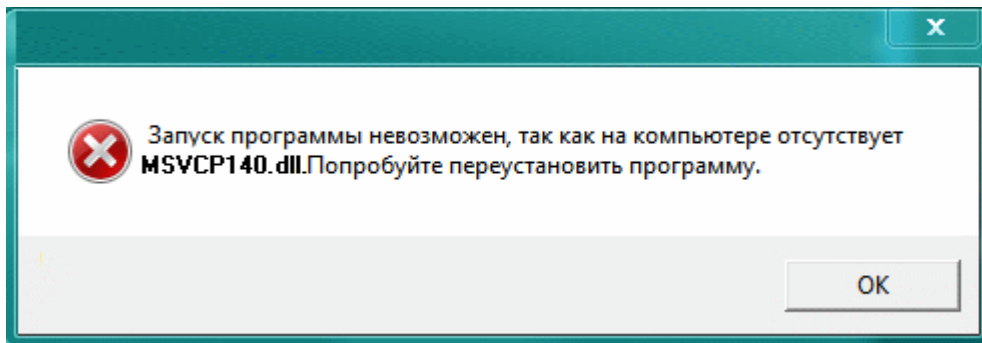 Запуск программы невозможен, так как на компьютере отсутствует
MSVCP140.dll.Попробуйте переустановить программу.
OK